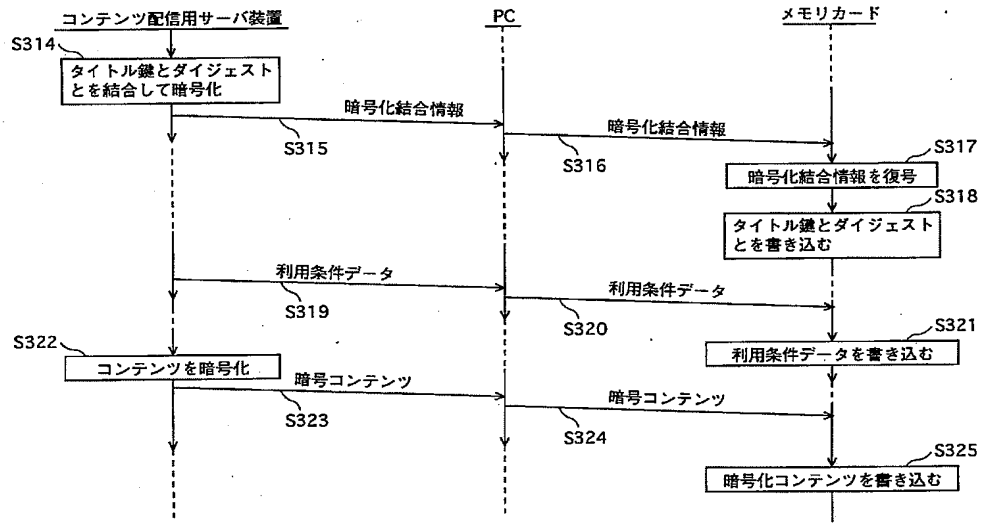 コンテンツ配信用サーバ装置
PC
メモリカード
S314
タイトル鍵とダイジェスト
とを結合して暗号化
暗号化結合情報
S315
暗号化結合情報
S316
S317
暗号化結合情報を復号
S318
タイトル鍵とダイジェスト
とを書き込む
利用条件データ
S319
利用条件データ
S320
S321
利用条件データを書き込む
S322
コンテンツを暗号化
暗号コンテンツ
S323
暗号コンテンツ
S324
S325
暗号化コンテンツを書き込む